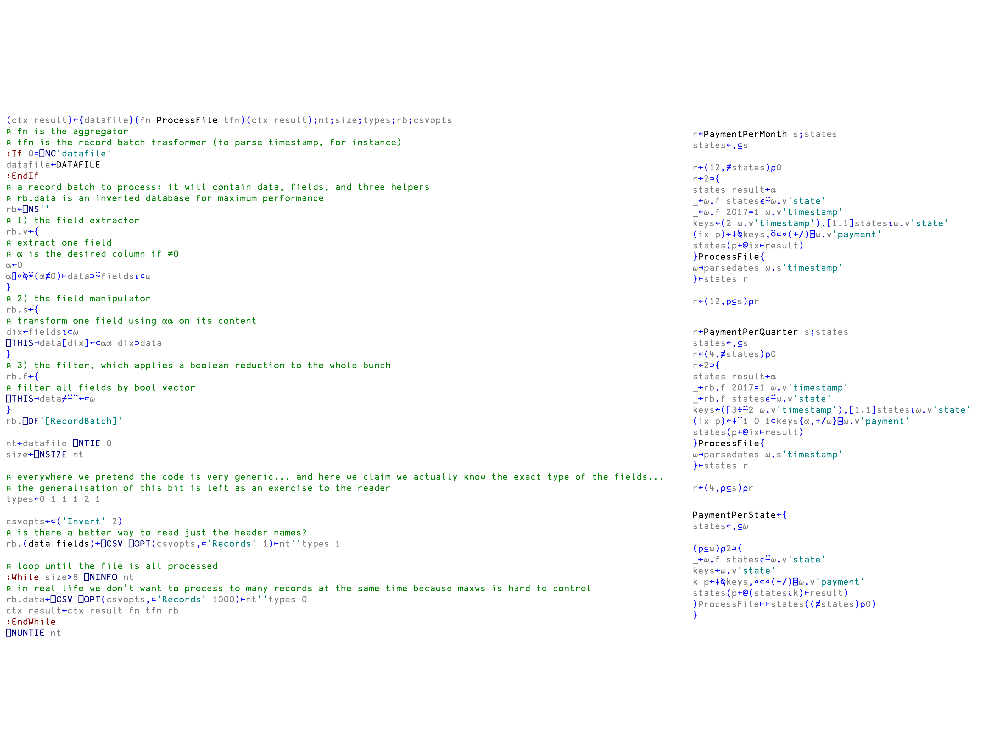 (ctx result)←{datafile}(fn ProcessFile tfn)(ctx result);nt;size;types;rb;csvopts
⍝ fn is the aggregator
⍝ tfn is the record batch trasformer (to parse timestamp, for instance)
:If 0=⎕NC'datafile'
datafile←DATAFILE
:EndIf
⍝ a record batch to process: it will contain data, fields, and three helpers
⍝ rb.data is an inverted database for maximum performance
rb←⎕NS''
⍝ 1) the field extractor
rb.v←{
⍝ extract one field
⍝ ⍺ is the desired column if ≠0
⍺←0
⍺⌷∘⍉⍣(⍺≢0)⊢data⊃⍨fields⍳⊂⍵
}
⍝ 2) the field manipulator
rb.s←{
⍝ transform one field using ⍺⍺ on its content
dix←fields⍳⊂⍵
⎕THIS⊣data[dix]←⊂⍺⍺ dix⊃data
}
⍝ 3) the filter, which applies a boolean reduction to the whole bunch
rb.f←{
⍝ filter all fields by bool vector
⎕THIS⊣data⌿⍨¨←⊂⍵
}
rb.⎕DF'[RecordBatch]'
nt←datafile ⎕NTIE 0
size←⎕NSIZE nt
⍝ everywhere we pretend the code is very generic... and here we claim we actually know the exact type of the fields...
⍝ the generalisation of this bit is left as an exercise to the reader
types←0 1 1 1 2 1
csvopts←⊂('Invert' 2)
⍝ is there a better way to read just the header names?
rb.(data fields)←⎕CSV ⎕OPT(csvopts,⊂'Records' 1)⊢nt''types 1
⍝ loop until the file is all processed
:While size>8 ⎕NINFO nt
⍝ in real life we don't want to process to many records at the same time because maxws is hard to control
rb.data←⎕CSV ⎕OPT(csvopts,⊂'Records' 1000)⊢nt''types 0
ctx result←ctx result fn tfn rb
:EndWhile
⎕NUNTIE nt
r←PaymentPerMonth s;states
states←,⊆s
r←(12,≢states)⍴0
r←2⊃{
states result←⍺
_←⍵.f states∊⍨⍵.v'state'
_←⍵.f 2017=1 ⍵.v'timestamp'
keys←(2 ⍵.v'timestamp'),[1.1]states⍳⍵.v'state'
(ix p)←↓⍉keys,⍥⊂∘(+/)⌸⍵.v'payment'
states(p+@ix⊢result)
}ProcessFile{
⍵⊣parsedates ⍵.s'timestamp'
}⊢states r
r←(12,⍴⊆s)⍴r
r←PaymentPerQuarter s;states
states←,⊆s
r←(4,≢states)⍴0
r←2⊃{
states result←⍺
_←rb.f 2017=1 ⍵.v'timestamp'
_←rb.f states∊⍨⍵.v'state'
keys←(⌈3÷⍨2 ⍵.v'timestamp'),[1.1]states⍳⍵.v'state'
(ix p)←↓¨1 0 1⊂keys{⍺,+/⍵}⌸⍵.v'payment'
states(p+@ix⊢result)
}ProcessFile{
⍵⊣parsedates ⍵.s'timestamp'
}⊢states r
r←(4,⍴⊆s)⍴r
PaymentPerState←{
states←,⊆⍵
(⍴⊆⍵)⍴2⊃{
_←⍵.f states∊⍨⍵.v'state'
keys←⍵.v'state'
k p←↓⍉keys,∘⊂∘(+/)⌸⍵.v'payment'
states(p+@(states⍳k)⊢result)
}ProcessFile⊢⊢states((≢states)⍴0)
}